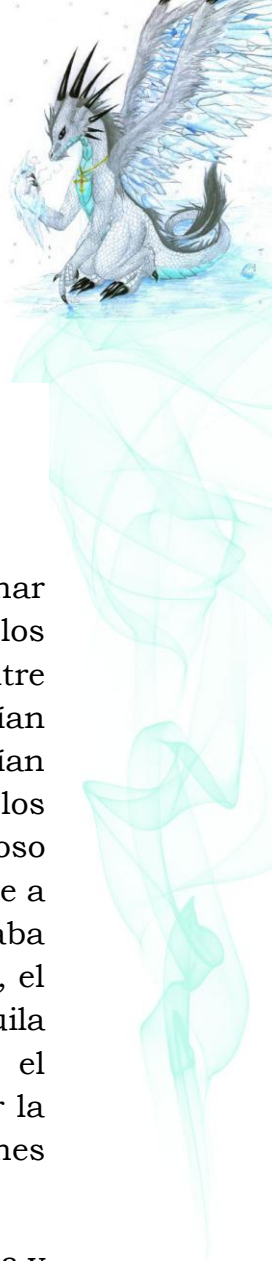 nar
los
tre
ían
ían
los
oso
e a
aba
, el
uila
el
r la
nes
a y